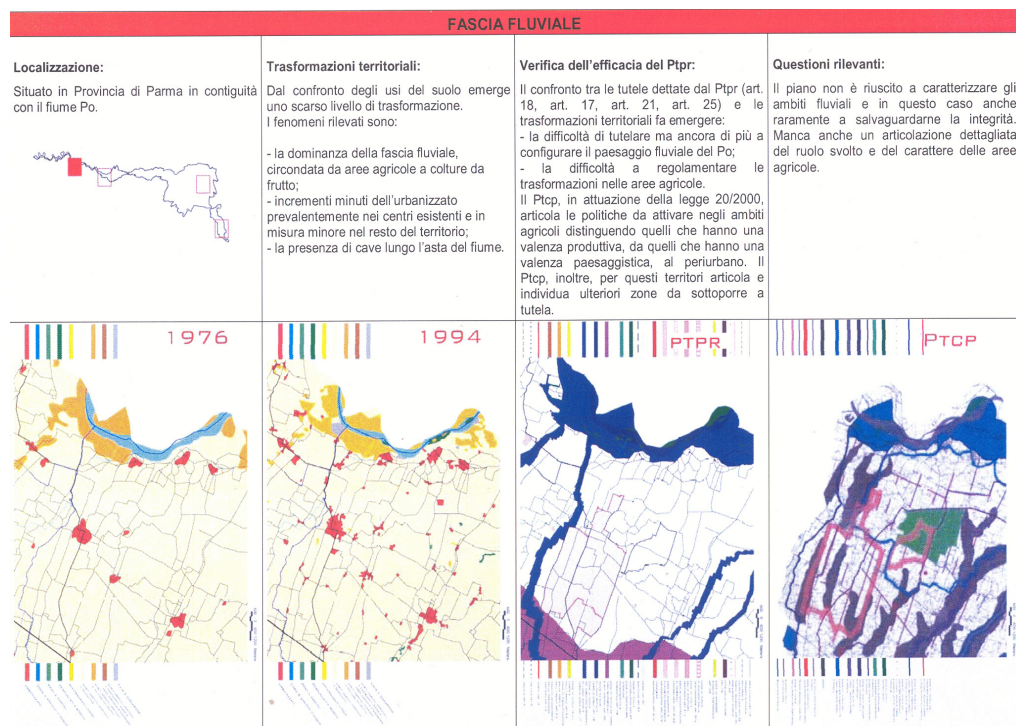 FASCIA FLUVIALE
Localizzazione:
Situato in Provincia di Parma in contiguità
con il fiume Po.
Trasformazioni territoriali:
Dal confronto degli usi del suolo emerge
uno scarso livello di trasformazione.
I fenomeni rilevati sono:
- la dominanza della fascia fluviale,
circondata da aree agricole a colture da
frutto;
- incrementi minuti dell'urbanizzato
prevalentemente nei centri esistenti e in
misura minore nel resto del territorio;
- la presenza di cave lungo l'asta del fiume.
Verifica dell'efficacia del Ptpr:
Il confronto tra le tutele dettate dal Ptpr (art.
18, art. 17, art. 21, art. 25) e le
trasformazioni territoriali fa emergere:
- la difficoltà di tutelare ma ancora di più a
configurare il paesaggio fluviale del Po;
- la difficoltà a regolamentare le
trasformazioni nelle aree agricole.
Il Ptcp, in attuazione della legge 20/2000,
articola le politiche da attivare negli ambiti
agricoli distinguendo quelli che hanno una
valenza produttiva, da quelli che hanno una
valenza paesaggistica, al periurbano. Il
Ptcp, inoltre, per questi territori articola e
individua ulteriori zone da sottoporre a
tutela.
Questioni rilevanti:
Il piano non è riuscito a caratterizzare gli
ambiti fluviali e in questo caso anche
raramente a salvaguardarne la integrità.
Manca anche un articolazione dettagliata
del ruolo svolto e del carattere delle aree
agricole.
1976
1994
PTPR
PTCP